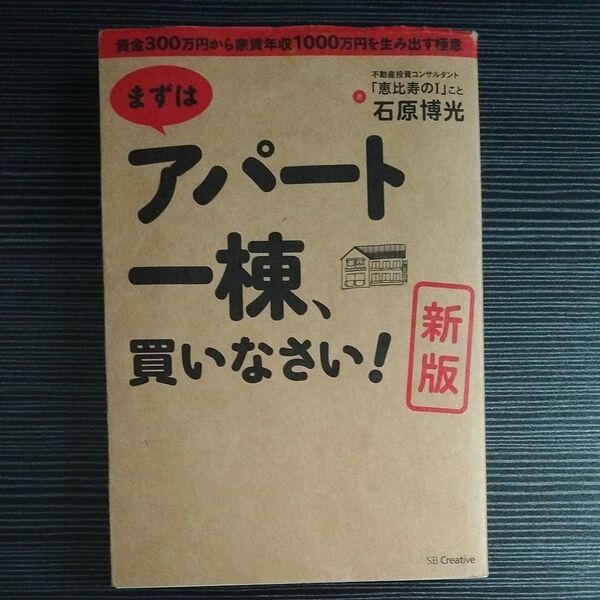 資金300万円から家賃年収1000万円を生み出す極意
不動産投資コンサルタント
「恵比寿のI」こと
著 石原博光
まずは
アパート
一棟、
買いなさい!
新版
SB Creative